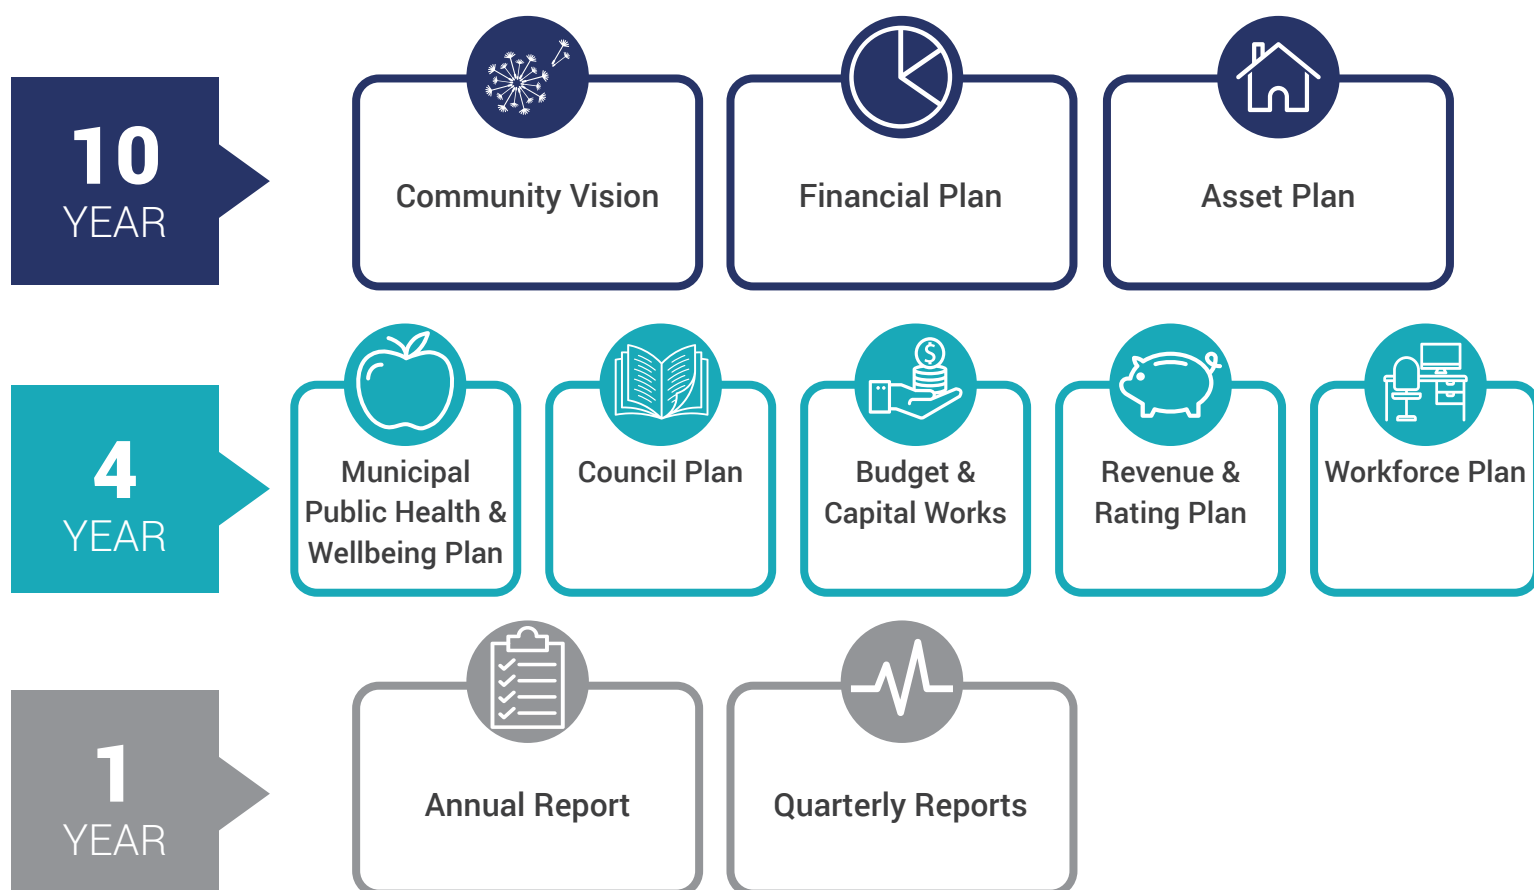 10
YEAR
Community Vision
Financial Plan
Asset Plan
4
YEAR
Municipal
Public Health &
Wellbeing Plan
Council Plan
$
Budget &
Capital Works
Revenue &
Rating Plan
Workforce Plan
1
YEAR
Annual Report
Quarterly Reports